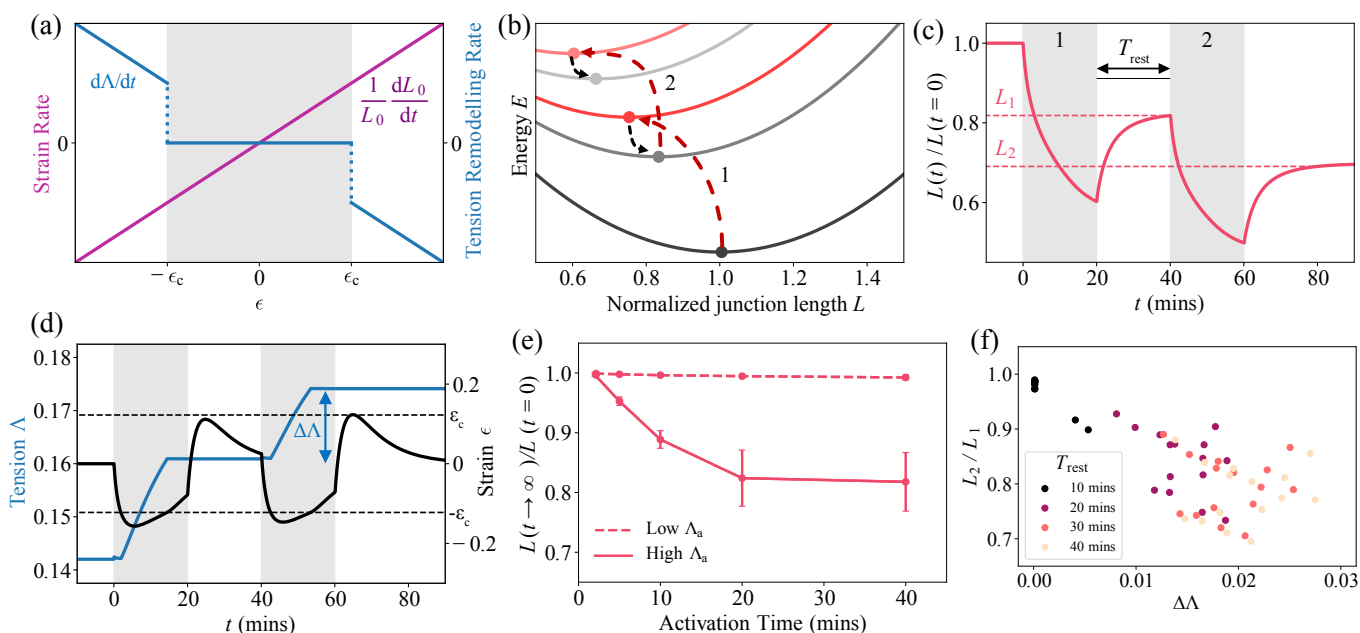 (a)
Strain Rate
0
dΛ/dt
1/L₀ dL₀/dt
0
Tension Remodelling Rate
−ϵc 0 ϵc
ϵ
(b)
Energy E
2
1
0.6 0.8 1.0 1.2 1.4
Normalized junction length L
(c)
L(t) / L(t = 0)
1.0
0.8
0.6
1 2
Trest
L₁
L₂
0 20 40 60 80
t (mins)
(d)
Tension Λ
0.18
0.17
0.16
0.15
0.14
ΔΛ
0.2
εc
0
-εc
−0.2
Strain ϵ
0 20 40 60 80
t (mins)
(e)
L(t → ∞)/L (t = 0)
1.0
0.9
0.8
0.7
Low Λa
High Λa
10 20 30 40
Activation Time (mins)
(f)
L₂ / L₁
1.0
0.9
0.8
0.7
Trest
10 mins
20 mins
30 mins
40 mins
0.00 0.01 0.02 0.03
ΔΛ